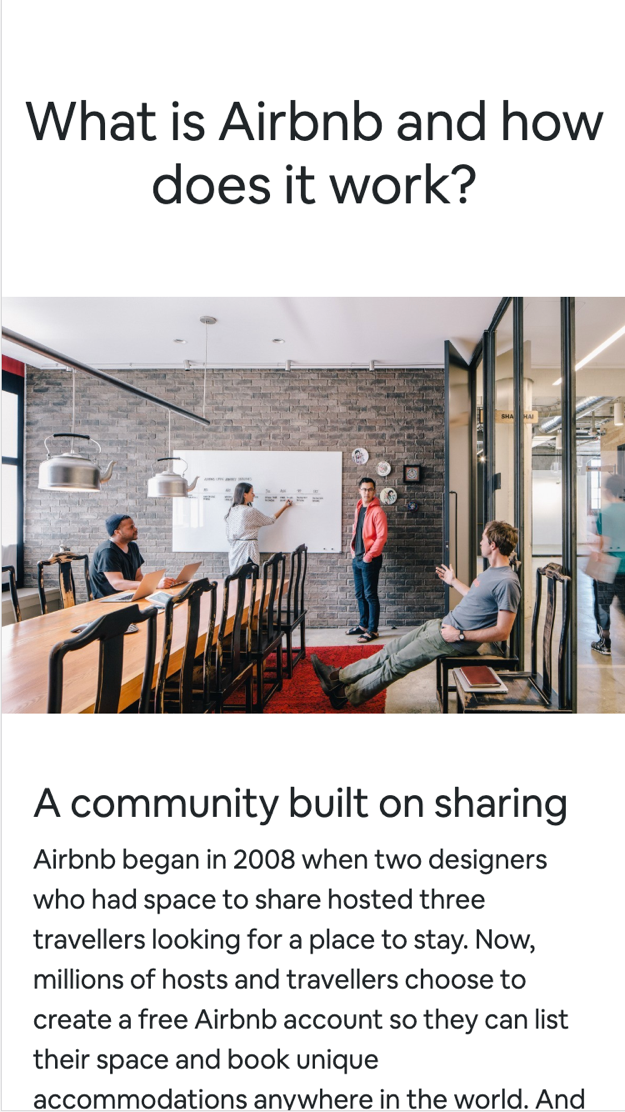 What is Airbnb and how
does it work?
A community built on sharing
Airbnb began in 2008 when two designers
who had space to share hosted three
travellers looking for a place to stay. Now,
millions of hosts and travellers choose to
create a free Airbnb account so they can list
their space and book unique
accommodations anywhere in the world. And